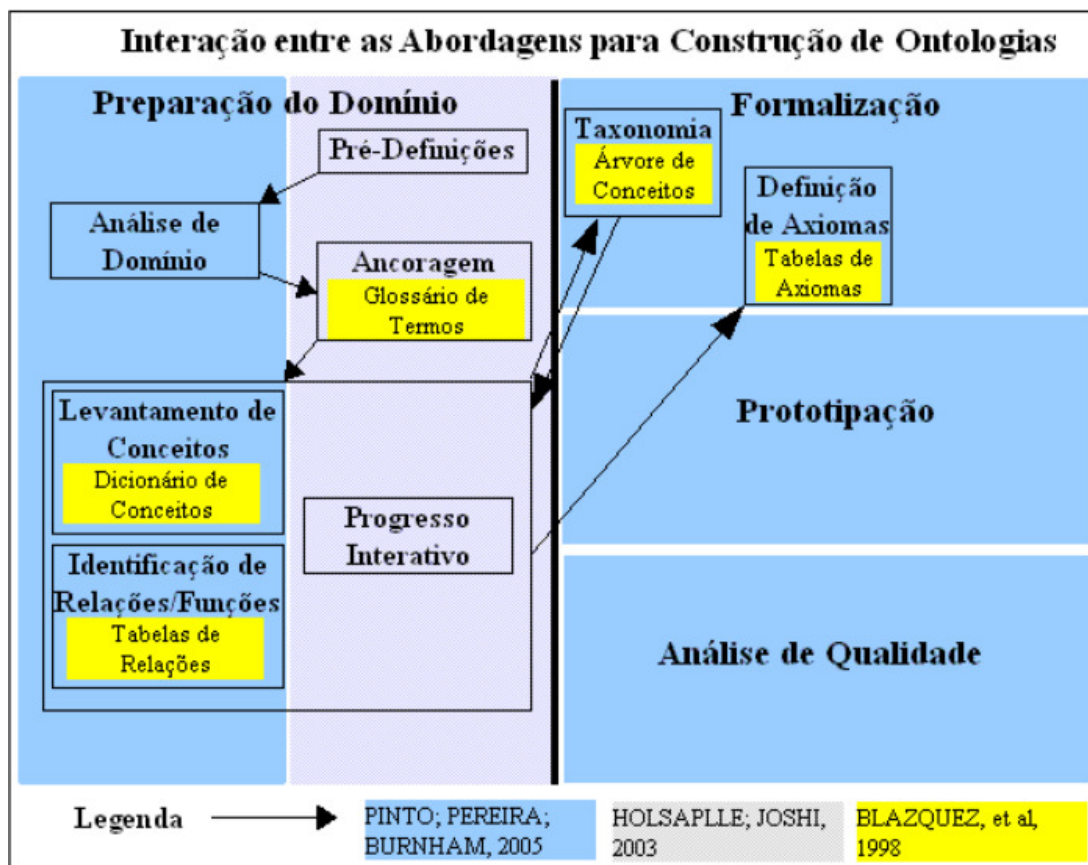 Interação entre as Abordagens para Construção de Ontologias
Preparação do Domínio
Pré-Definições
Análise de
Domínio
Ancoragem
Glossário de
Termos
Levantamento de
Conceitos
Dicionário de
Conceitos
Identificação de
Relações/Funções
Tabelas de
Relações
Progresso
Interativo
Formalização
Taxonomia
Árvore de
Conceitos
Definição
de Axiomas
Tabelas de
Axiomas
Prototipação
Análise de Qualidade
Legenda
PINTO; PEREIRA;
BURNHAM, 2005
HOLSAPLLE; JOSHI,
2003
BLAZQUEZ, et al,
1998